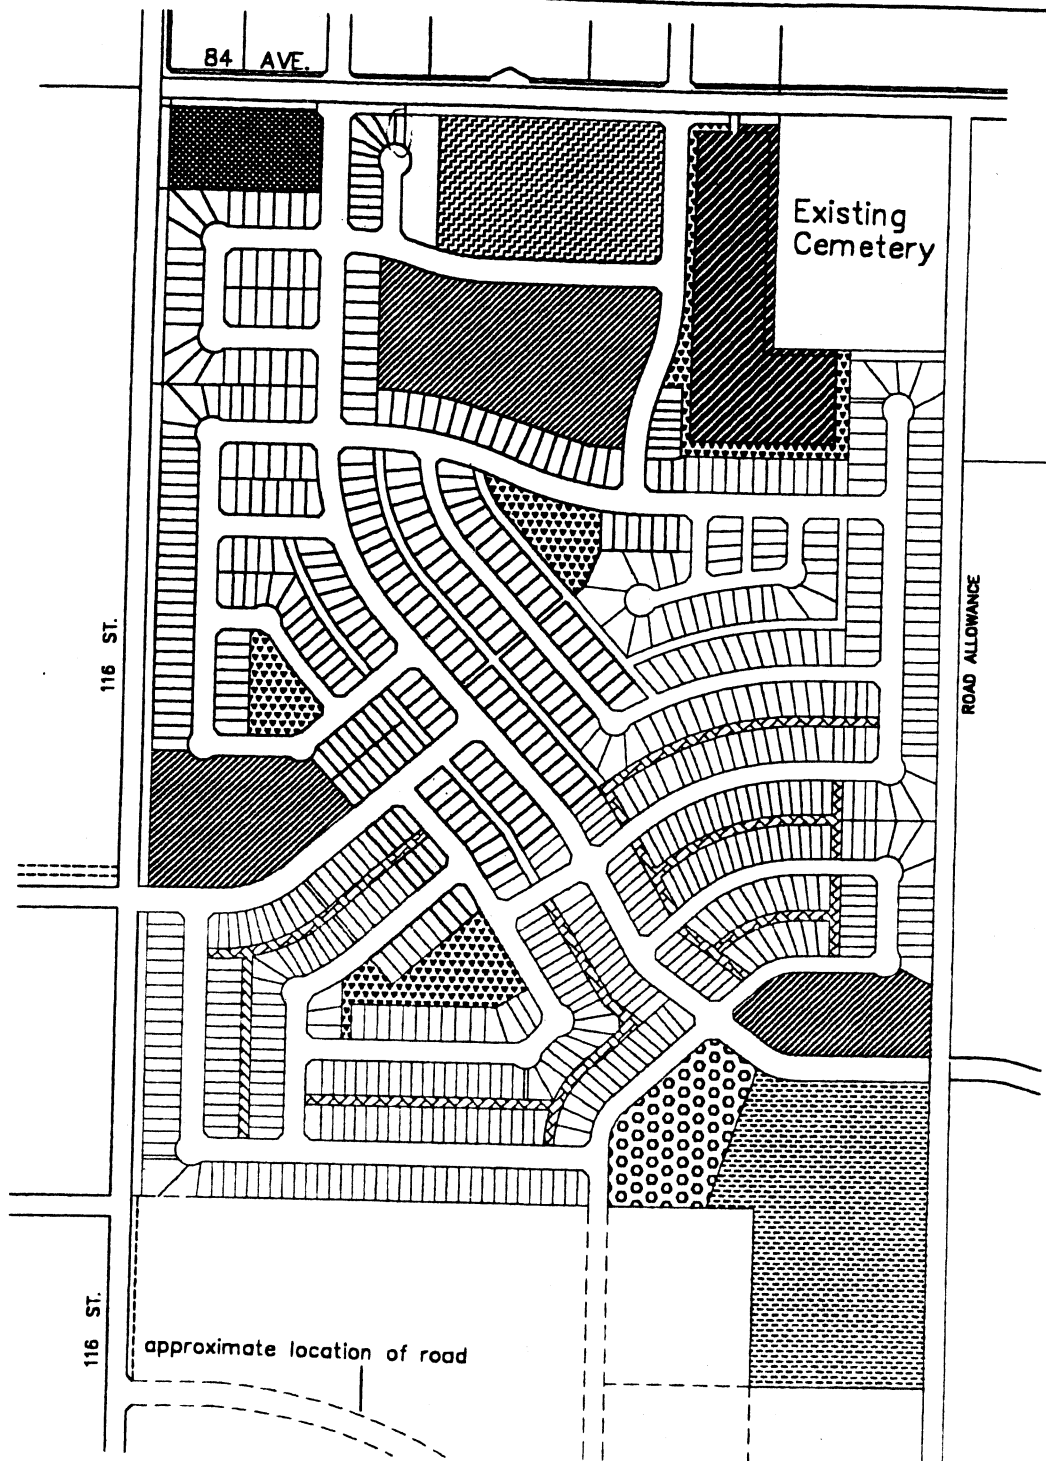 84 AVE.
Existing
Cemetery
116 ST.
ROAD ALLOWANCE
116 ST.
approximate location of road